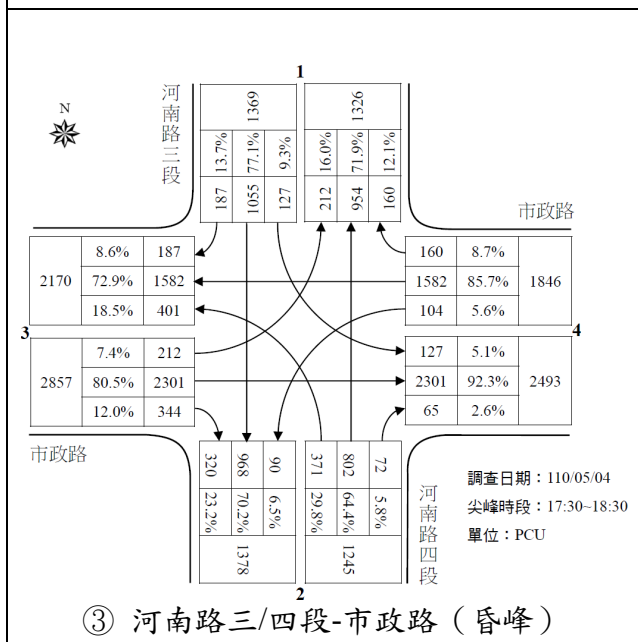 1
N
河南路三段
1369
13.7% 77.1% 9.3%
187 1055 127
1326
16.0% 71.9% 12.1%
212 954 160
市政路
2170
8.6% 187
72.9% 1582
18.5% 401
160 8.7%
1582 85.7%
104 5.6%
1846
3
4
2857
7.4% 212
80.5% 2301
12.0% 344
127 5.1%
2301 92.3%
65 2.6%
2493
市政路
320 968 90
23.2% 70.2% 6.5%
1378
371 802 72
29.8% 64.4% 5.8%
1245
河南路四段
調查日期：110/05/04
尖峰時段：17:30~18:30
單位：PCU
2
③ 河南路三/四段-市政路（昏峰）